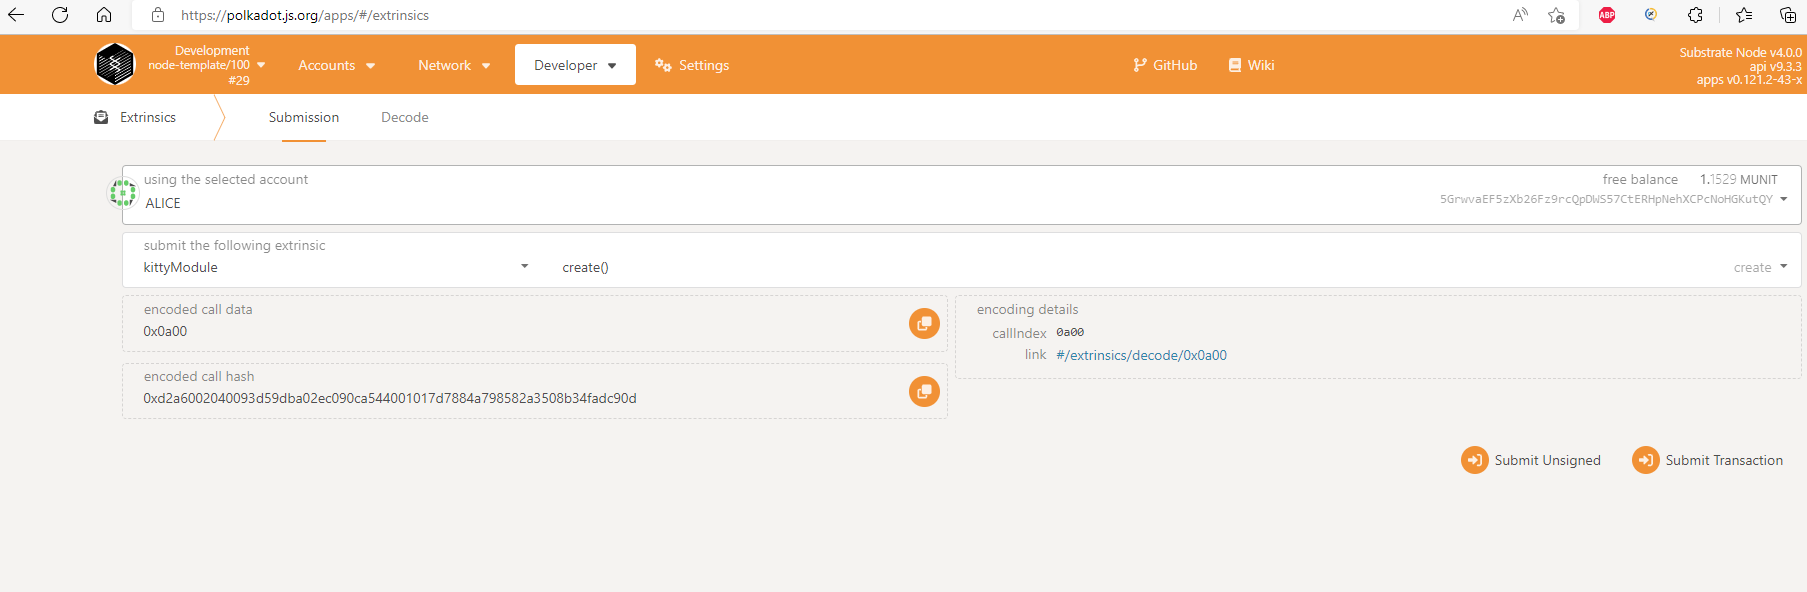 https://polkadot.js.org/apps/#/extrinsics
ABP
Development
node-template/100
#29
Accounts
Network
Developer
Settings
GitHub
Wiki
Substrate Node v4.0.0
api v9.3.3
apps v0.121.2-43-x
Extrinsics
Submission
Decode
using the selected account
ALICE
free balance 1.1529 MUNIT
5GrwvaEF5zXb26Fz9rcQpDWS57CtERHpNehXCPcNoHGKutQY
submit the following extrinsic
kittyModule
create()
create
encoded call data
0x0a00
encoding details
callIndex 0a00
link #/extrinsics/decode/0x0a00
encoded call hash
0xd2a6002040093d59dba02ec090ca544001017d7884a798582a3508b34fadc90d
Submit Unsigned
Submit Transaction